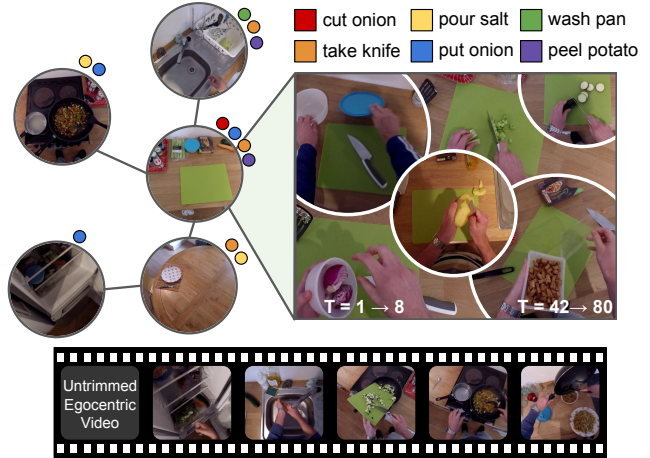 cut onion
pour salt
wash pan
take knife
put onion
peel potato
T = 1 → 8
T = 42→ 80
Untrimmed
Egocentric
Video